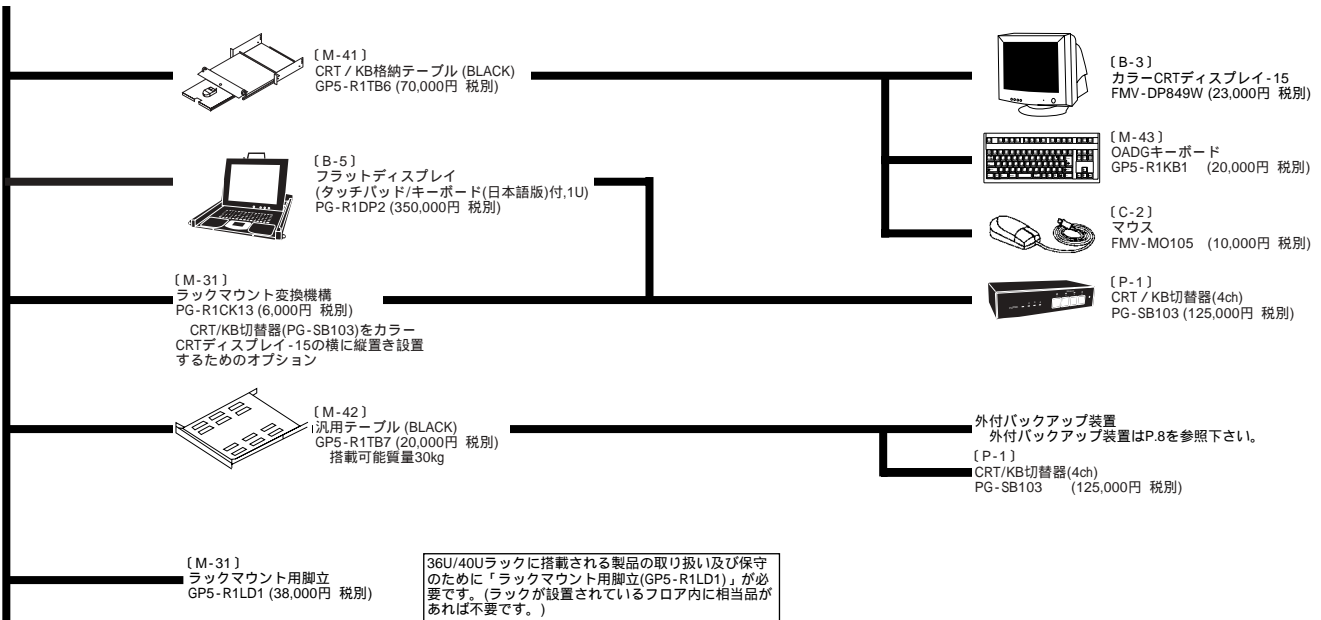 〔M-41〕
CRT / KB格納テーブル (BLACK)
GP5-R1TB6 (70,000円 税別)
〔B-3〕
カラーCRTディスプレイ-15
FMV-DP849W (23,000円 税別)
〔M-43〕
OADGキーボード
GP5-R1KB1 (20,000円 税別)
〔C-2〕
マウス
FMV-MO105 (10,000円 税別)
〔B-5〕
フラットディスプレイ
(タッチパッド/キーボード(日本語版)付,1U)
PG-R1DP2 (350,000円 税別)
〔M-31〕
ラックマウント変換機構
PG-R1CK13 (6,000円 税別)
CRT/KB切替器(PG-SB103)をカラー
CRTディスプレイ-15の横に縦置き設置
するためのオプション
〔P-1〕
CRT / KB切替器(4ch)
PG-SB103 (125,000円 税別)
〔M-42〕
汎用テーブル (BLACK)
GP5-R1TB7 (20,000円 税別)
搭載可能質量30kg
外付バックアップ装置
外付バックアップ装置はP.8を参照下さい。
〔P-1〕
CRT/KB切替器(4ch)
PG-SB103 (125,000円 税別)
〔M-31〕
ラックマウント用脚立
GP5-R1LD1 (38,000円 税別)
36U/40Uラックに搭載される製品の取り扱い及び保守
のために「ラックマウント用脚立(GP5-R1LD1)」が必
要です。(ラックが設置されているフロア内に相当品が
あれば不要です。)